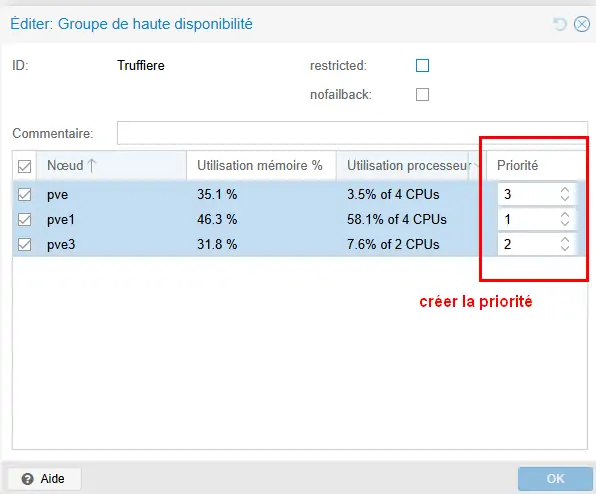 Éditer: Groupe de haute disponibilité
ID: Truffiere restricted:
nofailback:
Commentaire:
Nœud Utilisation mémoire % Utilisation processeur Priorité
pve 35.1 % 3.5% of 4 CPUs 3
pve1 46.3 % 58.1% of 4 CPUs 1
pve3 31.8 % 7.6% of 2 CPUs 2
créer la priorité
Aide OK